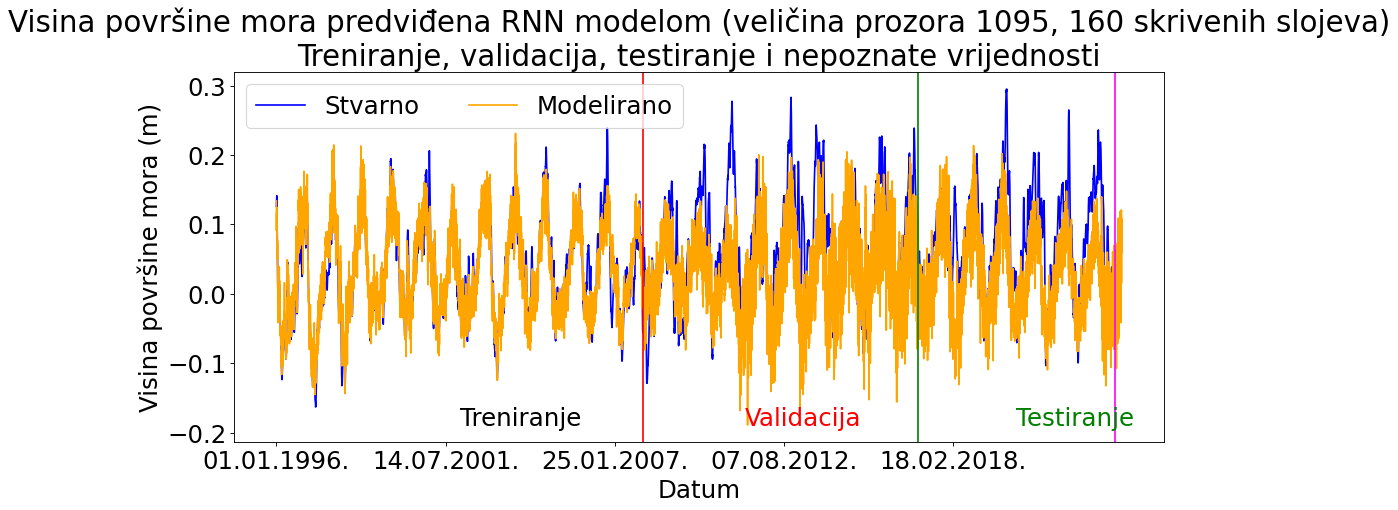 Visina površine mora predviđena RNN modelom (veličina prozora 1095, 160 skrivenih slojeva)
Treniranje, validacija, testiranje i nepoznate vrijednosti
Stvarno
Modelirano
Visina površine mora (m)
0.3
0.2
0.1
0.0
−0.1
−0.2
Treniranje
Validacija
Testiranje
01.01.1996.
14.07.2001.
25.01.2007.
07.08.2012.
18.02.2018.
Datum